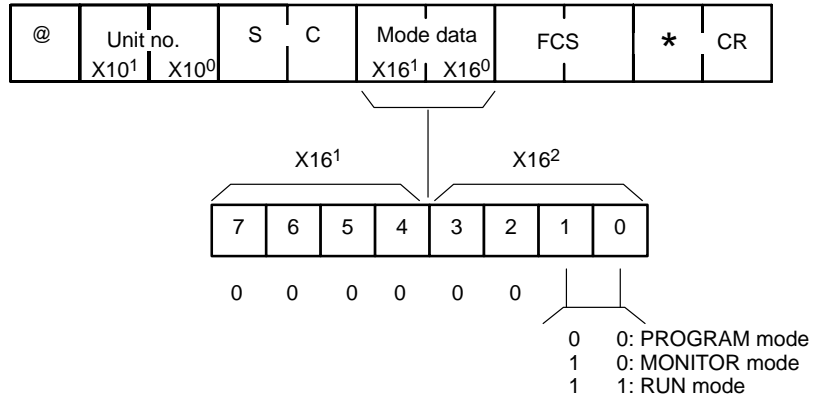 @ Unit no. S C Mode data FCS * CR
X10¹ X10⁰ X16¹ X16⁰
X16¹ X16²
7 6 5 4 3 2 1 0
0 0 0 0 0 0
0 0: PROGRAM mode
1 0: MONITOR mode
1 1: RUN mode